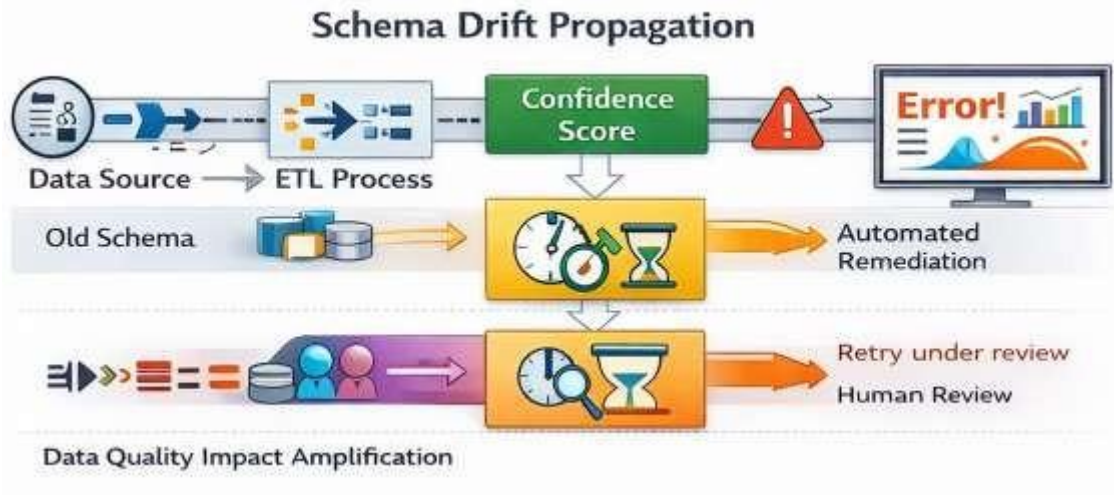 Schema Drift Propagation
Confidence
Score
Error!
Data Source
ETL Process
Old Schema
Automated
Remediation
Retry under review
Human Review
Data Quality Impact Amplification